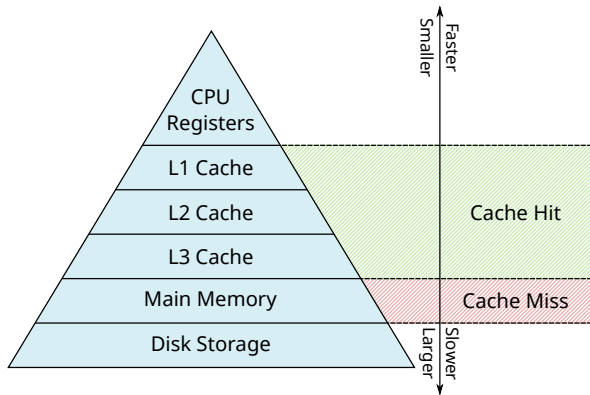 CPU
Registers
L1 Cache
L2 Cache
L3 Cache
Main Memory
Disk Storage
Faster
Smaller
Cache Hit
Cache Miss
Slower
Larger